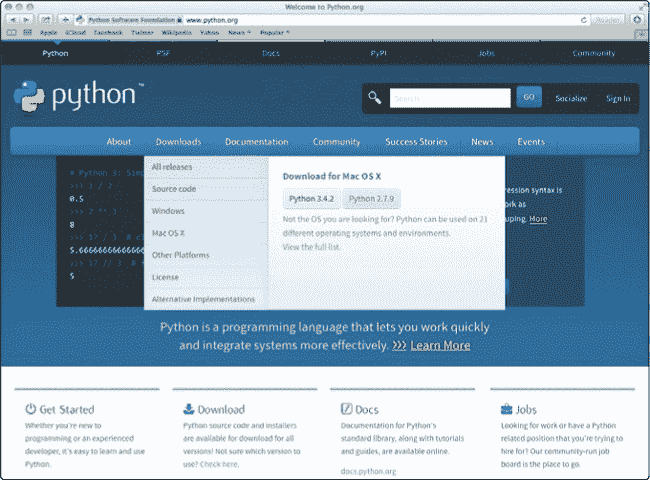 Welcome to Python.org
Python Software Foundation www.python.org
Reader
Apple iCloud Facebook Twitter Wikipedia Yahoo News Popular
Python PSF Docs PyPI Jobs Community
python™
Search
GO
Socialize
Sign In
About Downloads Documentation Community Success Stories News Events
All releases
Source code
Windows
Mac OS X
Other Platforms
License
Alternative Implementations
Download for Mac OS X
Python 3.4.2 Python 2.7.9
Not the OS you are looking for? Python can be used on 21
different operating systems and environments.
View the full list.
# Python 3: Sim
>>> 1 / 2
0.5
>>> 2 ** 3
8
>>> 17 / 3 # c
5.666666666666
>>> 17 // 3 #
5
ression syntax is
rk as
uping. More
Python is a programming language that lets you work quickly
and integrate systems more effectively. >>> Learn More
Get Started
Whether you're new to
programming or an experienced
developer, it's easy to learn and use
Python.
Download
Python source code and installers
are available for download for all
versions! Not sure which version
to use? Check here.
Docs
Documentation for Python's
standard library, along with tutorials
and guides, are available online.
docs.python.org
Jobs
Looking for work or have a Python
related position that you're trying to
hire for? Our community-run job
board is the place to go.